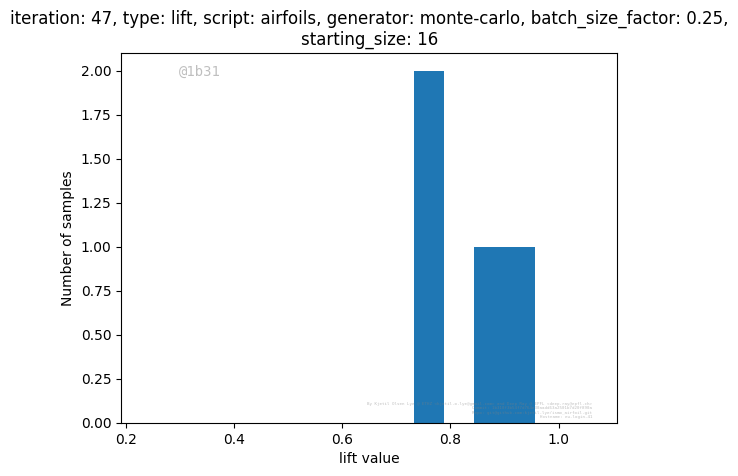 iteration: 47, type: lift, script: airfoils, generator: monte-carlo, batch_size_factor: 0.25,
starting_size: 16
@1b31
2.00
1.75
1.50
1.25
1.00
0.75
0.50
0.25
0.00
Number of samples
0.2 0.4 0.6 0.8 1.0
lift value